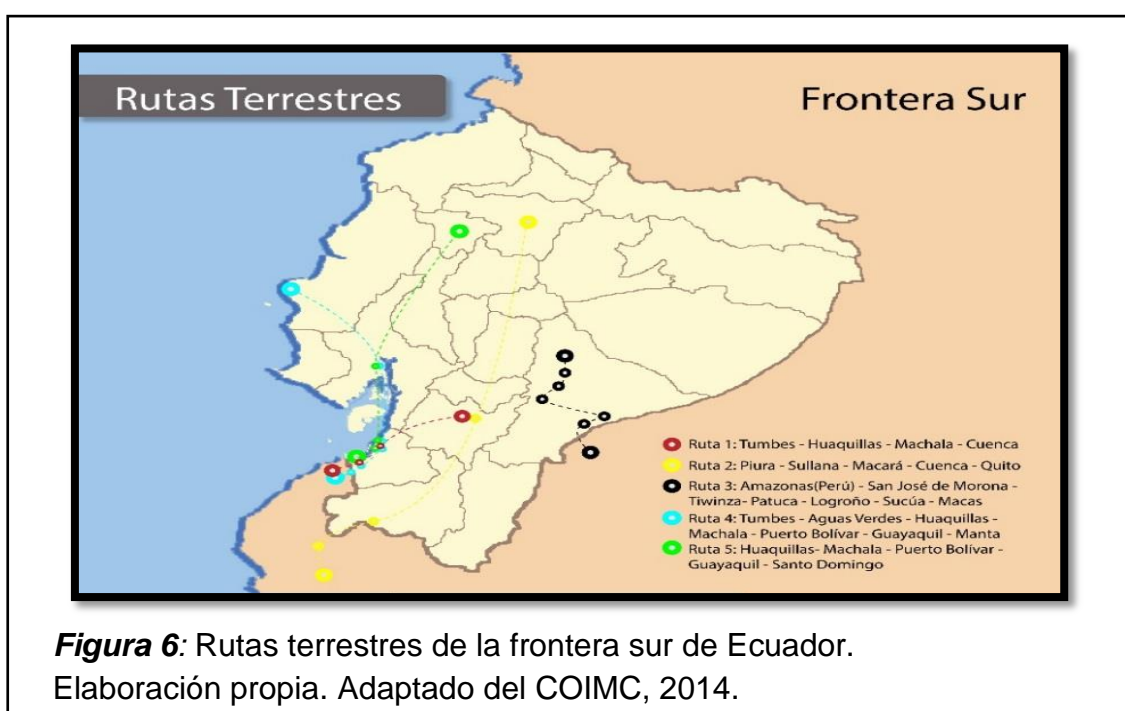 Rutas Terrestres
Frontera Sur
Ruta 1: Tumbes - Huaquillas - Machala - Cuenca
Ruta 2: Piura - Sullana - Macará - Cuenca - Quito
Ruta 3: Amazonas(Perú) - San José de Morona -
Tiwinza- Patuca - Logroño - Sucúa - Macas
Ruta 4: Tumbes - Aguas Verdes - Huaquillas -
Machala - Puerto Bolívar - Guayaquil - Manta
Ruta 5: Huaquillas- Machala - Puerto Bolívar -
Guayaquil - Santo Domingo
Figura 6: Rutas terrestres de la frontera sur de Ecuador.
Elaboración propia. Adaptado del COIMC, 2014.